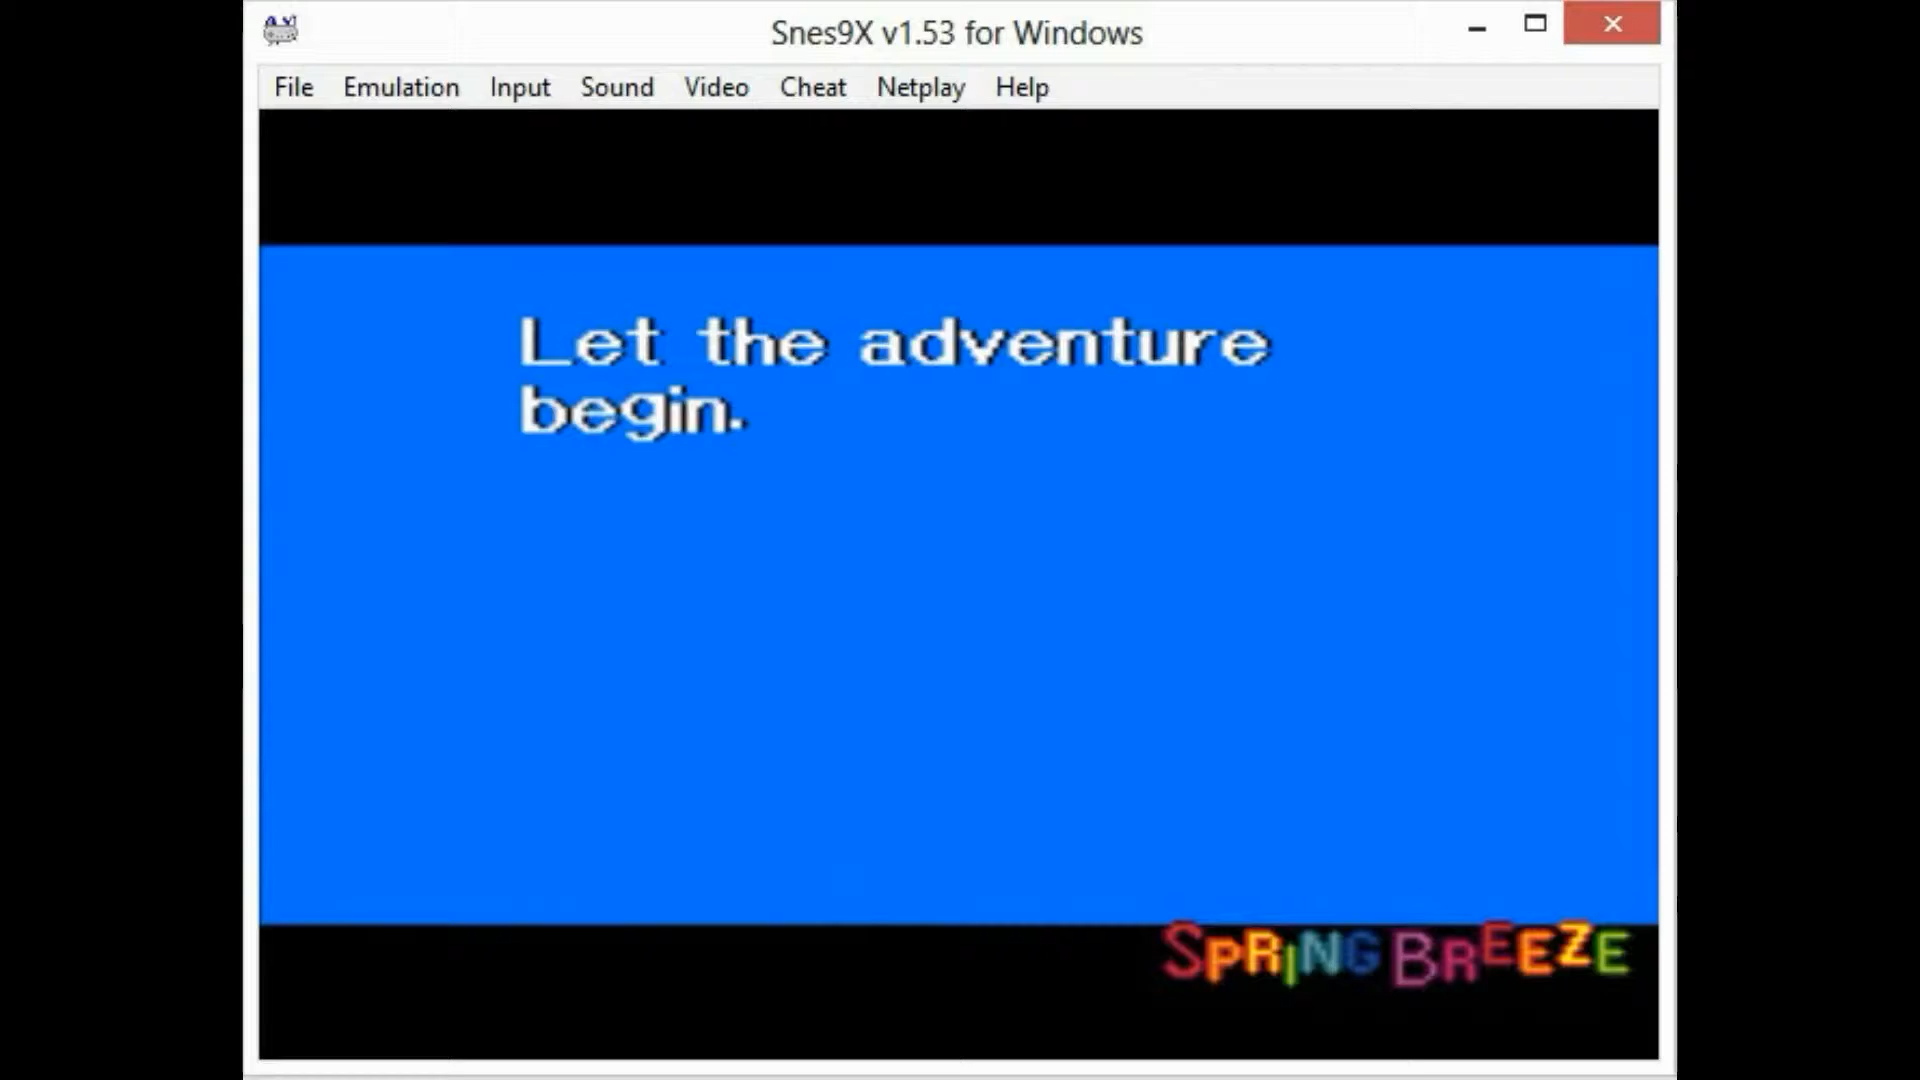 Snes9X v1.53 for Windows
File Emulation Input Sound Video Cheat Netplay Help
Let the adventure
begin.
SPRING BREEZE